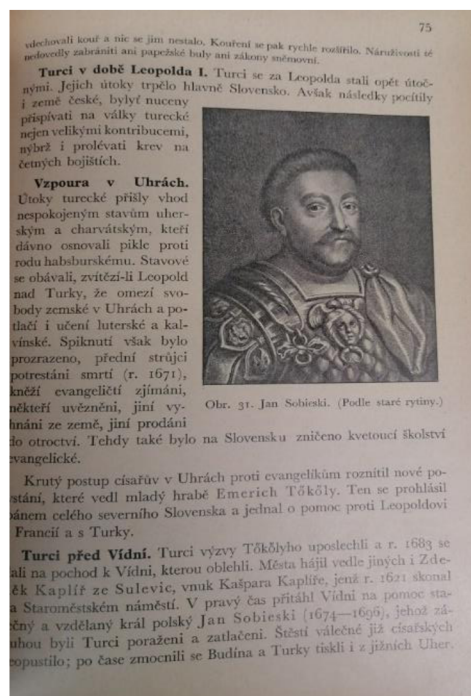 75
vdechovali kouř a nic se jim nestalo. Kouření se pak rychle rozšířilo. Náruživosti té
nedovedly zabrániti ani papežské buly ani zákony sněmovní.
Turci v době Leopolda I. Turci se za Leopolda stali opět útoč-
nými. Jejich útoky trpělo hlavně Slovensko. Avšak následky pocítily
i země české, bylyť nuceny
přispívati na války turecké
nejen velikými kontribucemi,
nýbrž i prolévati krev na
četných bojištích.
Vzpoura v Uhrách.
Útoky turecké přišly vhod
nespokojeným stavům uher-
ským a charvátským, kteří
dávno osnovali pikle proti
rodu habsburskému. Stavové
se obávali, zvítězí-li Leopold
nad Turky, že omezí svo-
body zemské v Uhrách a po-
tlačí i učení luterské a kal-
vínské. Spiknutí však bylo
prozrazeno, přední strůjci
potrestáni smrtí (r. 1671),
kněží evangeličtí zjímáni,
někteří uvězněni, jiní vy-
hnáni ze země, jiní prodáni
do otroctví. Tehdy také bylo na Slovensku zničeno kvetoucí školství
evangelické.
Obr. 31. Jan Sobieski. (Podle staré rytiny.)
Krutý postup císařův v Uhrách proti evangelíkům roznítil nové po-
stání, které vedl mladý hrabě Emerich Tököly. Ten se prohlásil
pánem celého severního Slovenska a jednal o pomoc proti Leopoldovi
Francií a s Turky.
Turci před Vídní. Turci výzvy Tökölyho uposlechli a r. 1683 se
ali na pochod k Vídni, kterou oblehli. Města hájil vedle jiných i Zde-
ěk Kaplíř ze Sulevic, vnuk Kašpara Kaplíře, jenž r. 1621 skonal
a Staroměstském náměstí. V pravý čas přitáhl Vídni na pomoc sta-
ečný a vzdělaný král polský Jan Sobieski (1674—1696), jehož zá-
uhou byli Turci poraženi a zatlačeni. Štěstí válečné již císařských
eopustilo; po čase zmocnili se Budína a Turky tiskli i z jižních Uher.